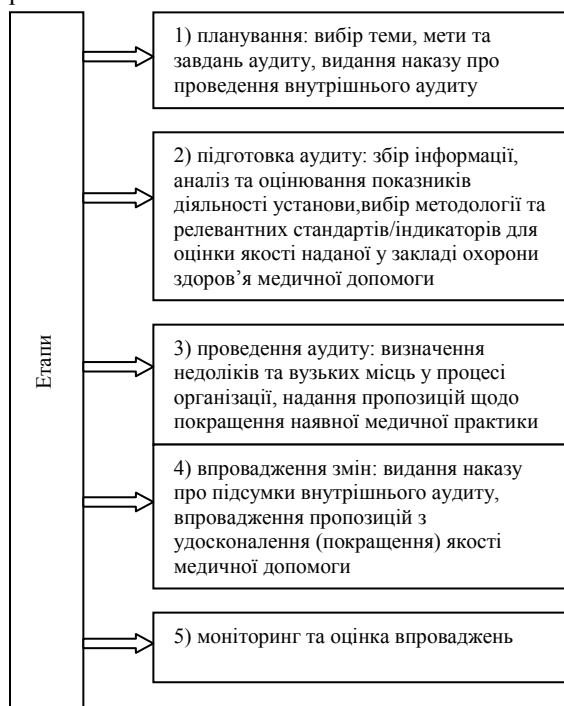 1) планування: вибір теми, мети та
завдань аудиту, видання наказу про
проведення внутрішнього аудиту
2) підготовка аудиту: збір інформації,
аналіз та оцінювання показників
діяльності установи,вибір методології та
релевантних стандартів/індикаторів для
оцінки якості наданої у закладі охорони
здоров’я медичної допомоги
Етапи
3) проведення аудиту: визначення
недоліків та вузьких місць у процесі
організації, надання пропозицій щодо
покращення наявної медичної практики
4) впровадження змін: видання наказу
про підсумки внутрішнього аудиту,
впровадження пропозицій з
удосконалення (покращення) якості
медичної допомоги
5) моніторинг та оцінка впроваджень